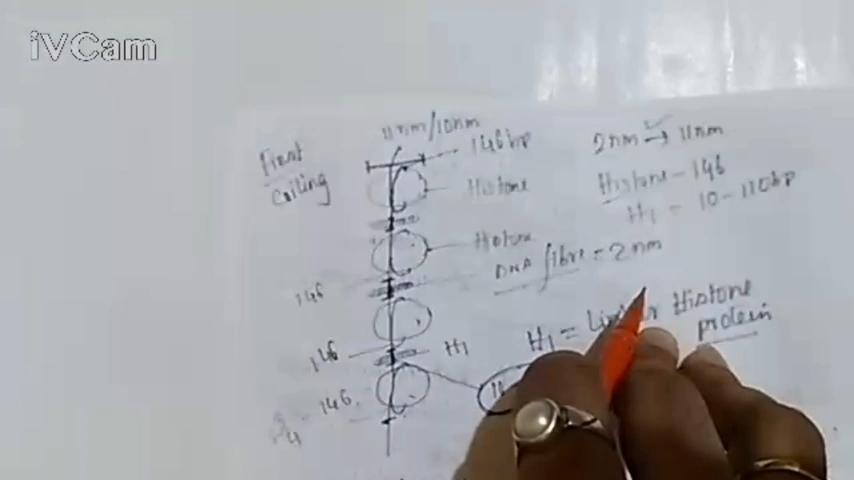 iVCam
11nm/10nm
First
Coiling
146bp
Histone
Histone
146
146
H1
146
2nm → 11nm
Histone - 146
H1 = 10-110bp
DNA fibre = 2nm
H1 = Histone
protein